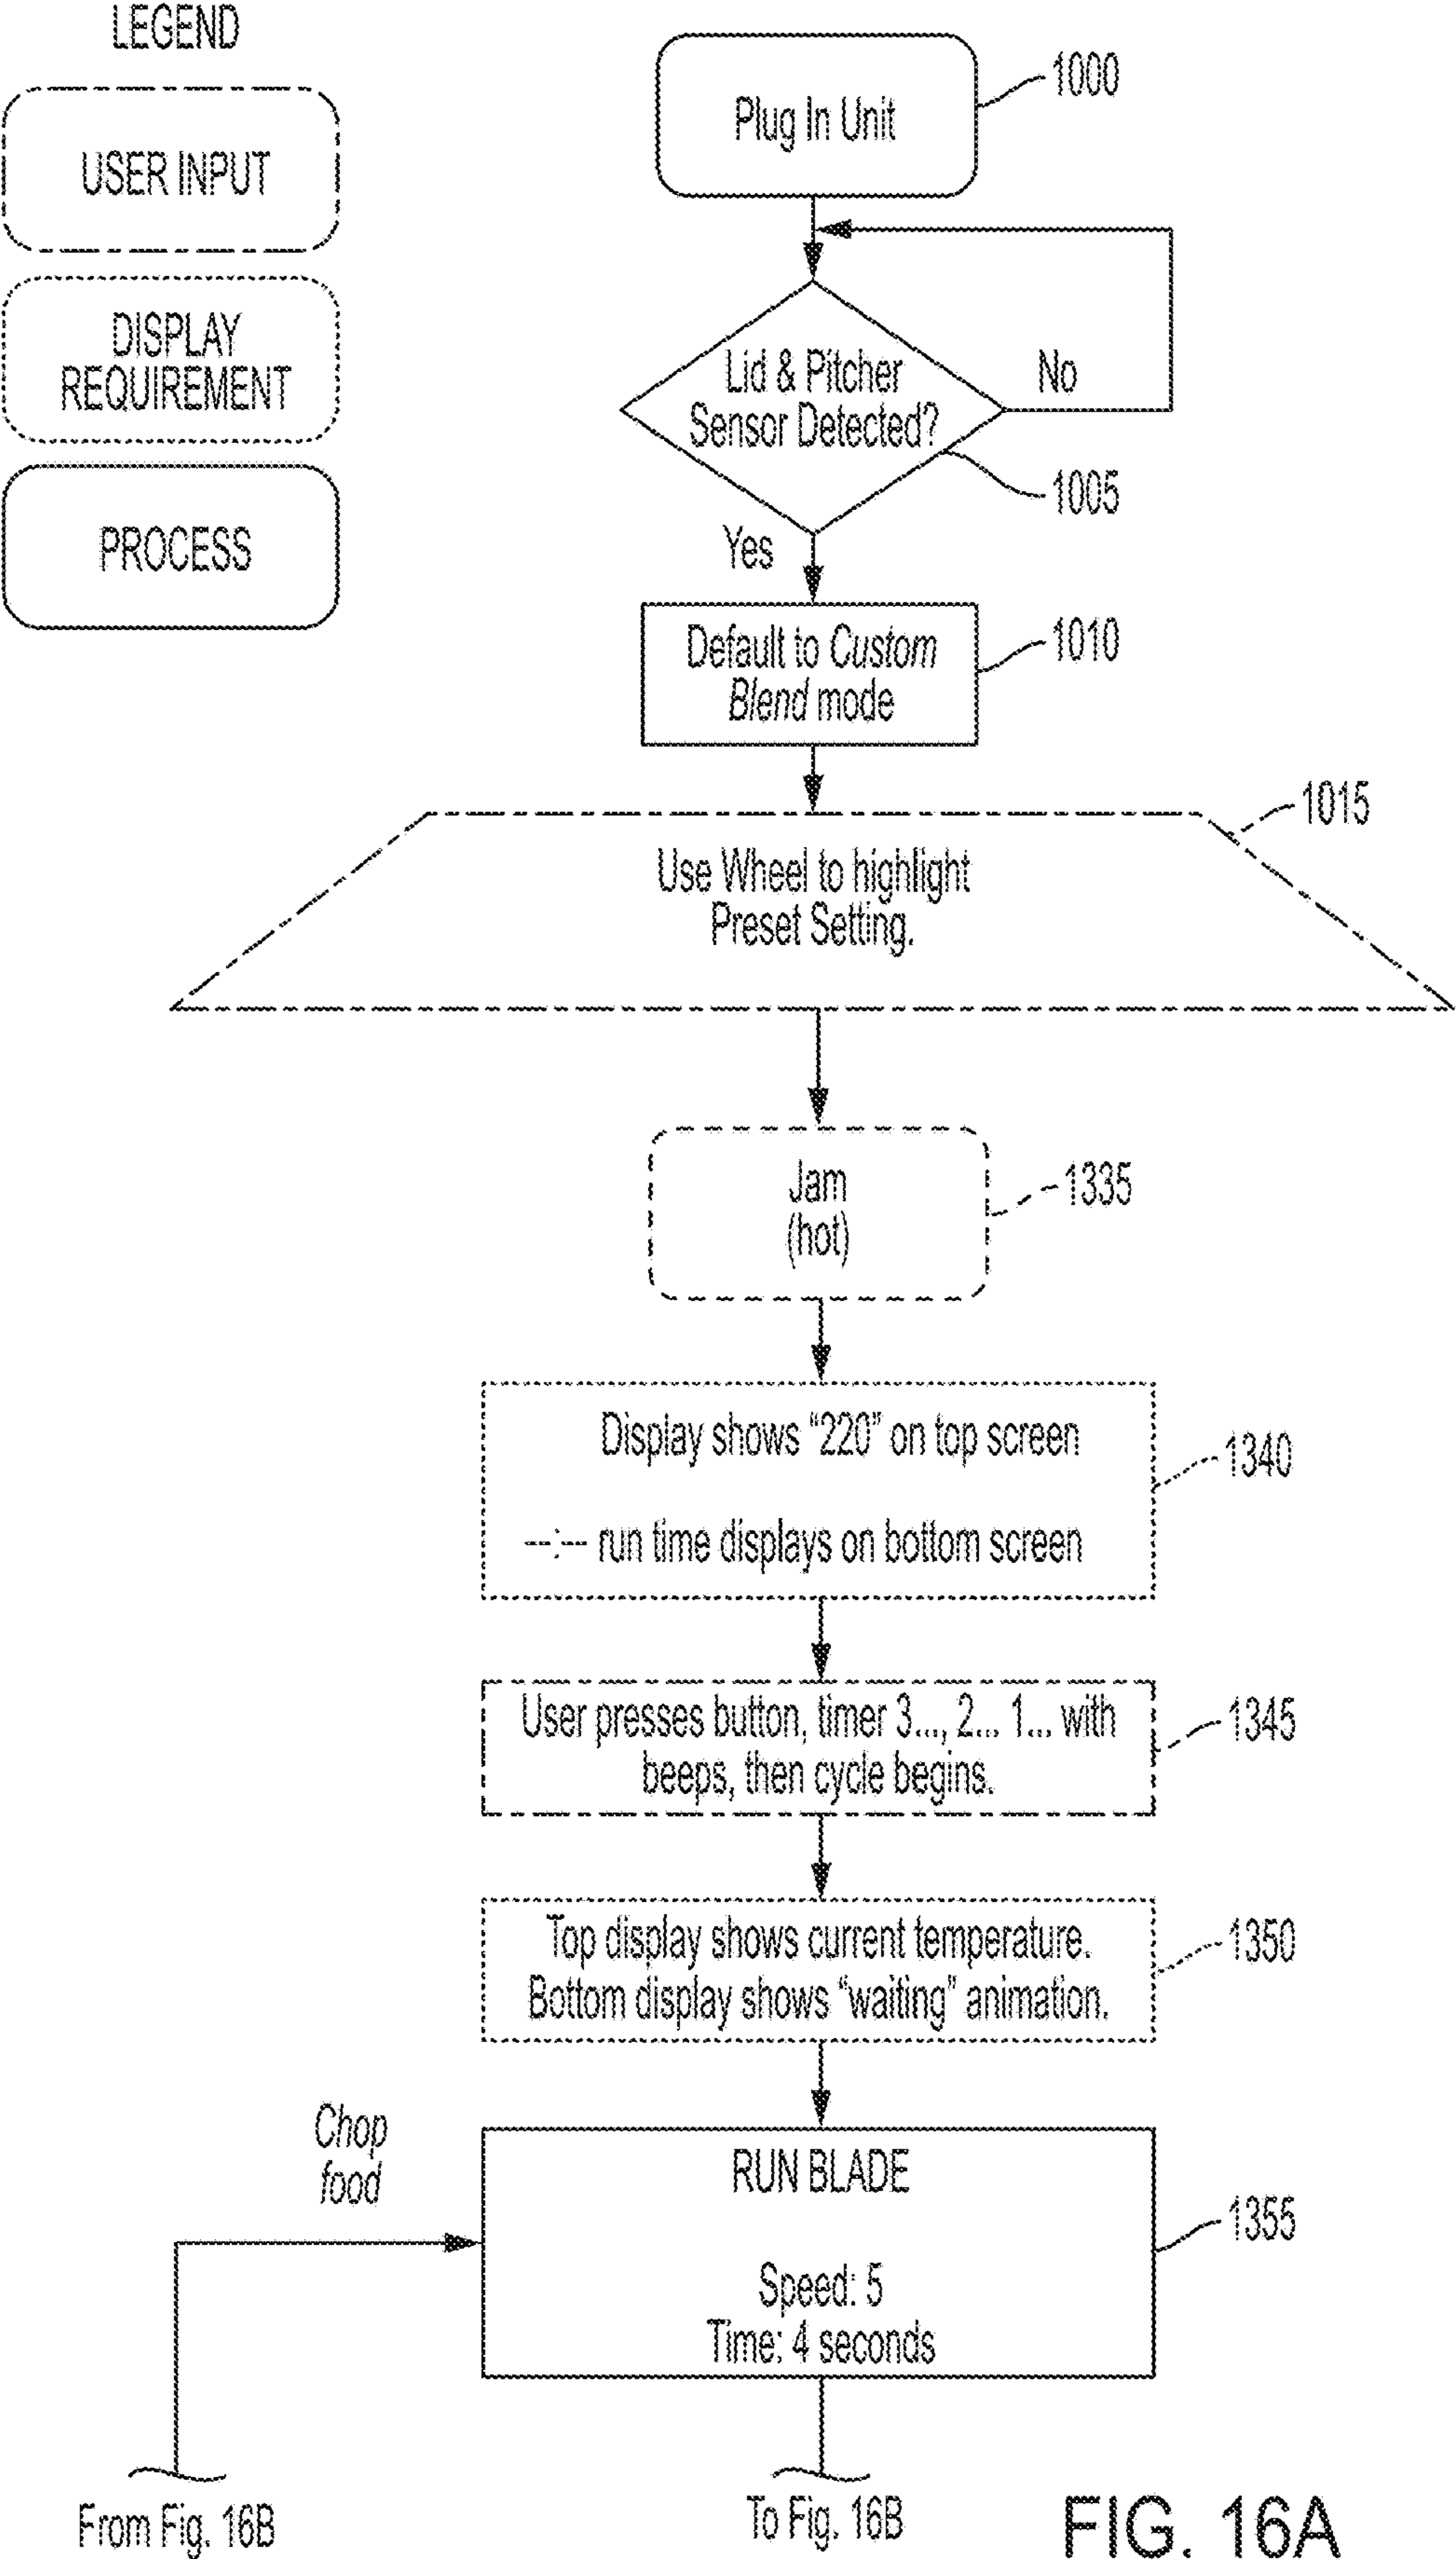 LEGEND
USER INPUT
DISPLAY
REQUIREMENT
PROCESS
Plug In Unit
1000
Lid & Pitcher
Sensor Detected?
No
1005
Yes
Default to Custom
Blend mode
1010
1015
Use Wheel to highlight
Preset Setting.
Jam
(hot)
1335
Display shows “220” on top screen
--:-- run time displays on bottom screen
1340
User presses button, timer 3..., 2... 1... with
beeps, then cycle begins.
1345
Top display shows current temperature.
Bottom display shows “waiting” animation.
1350
Chop
food
RUN BLADE
Speed: 5
Time: 4 seconds
1355
From Fig. 16B
To Fig. 16B
FIG. 16A